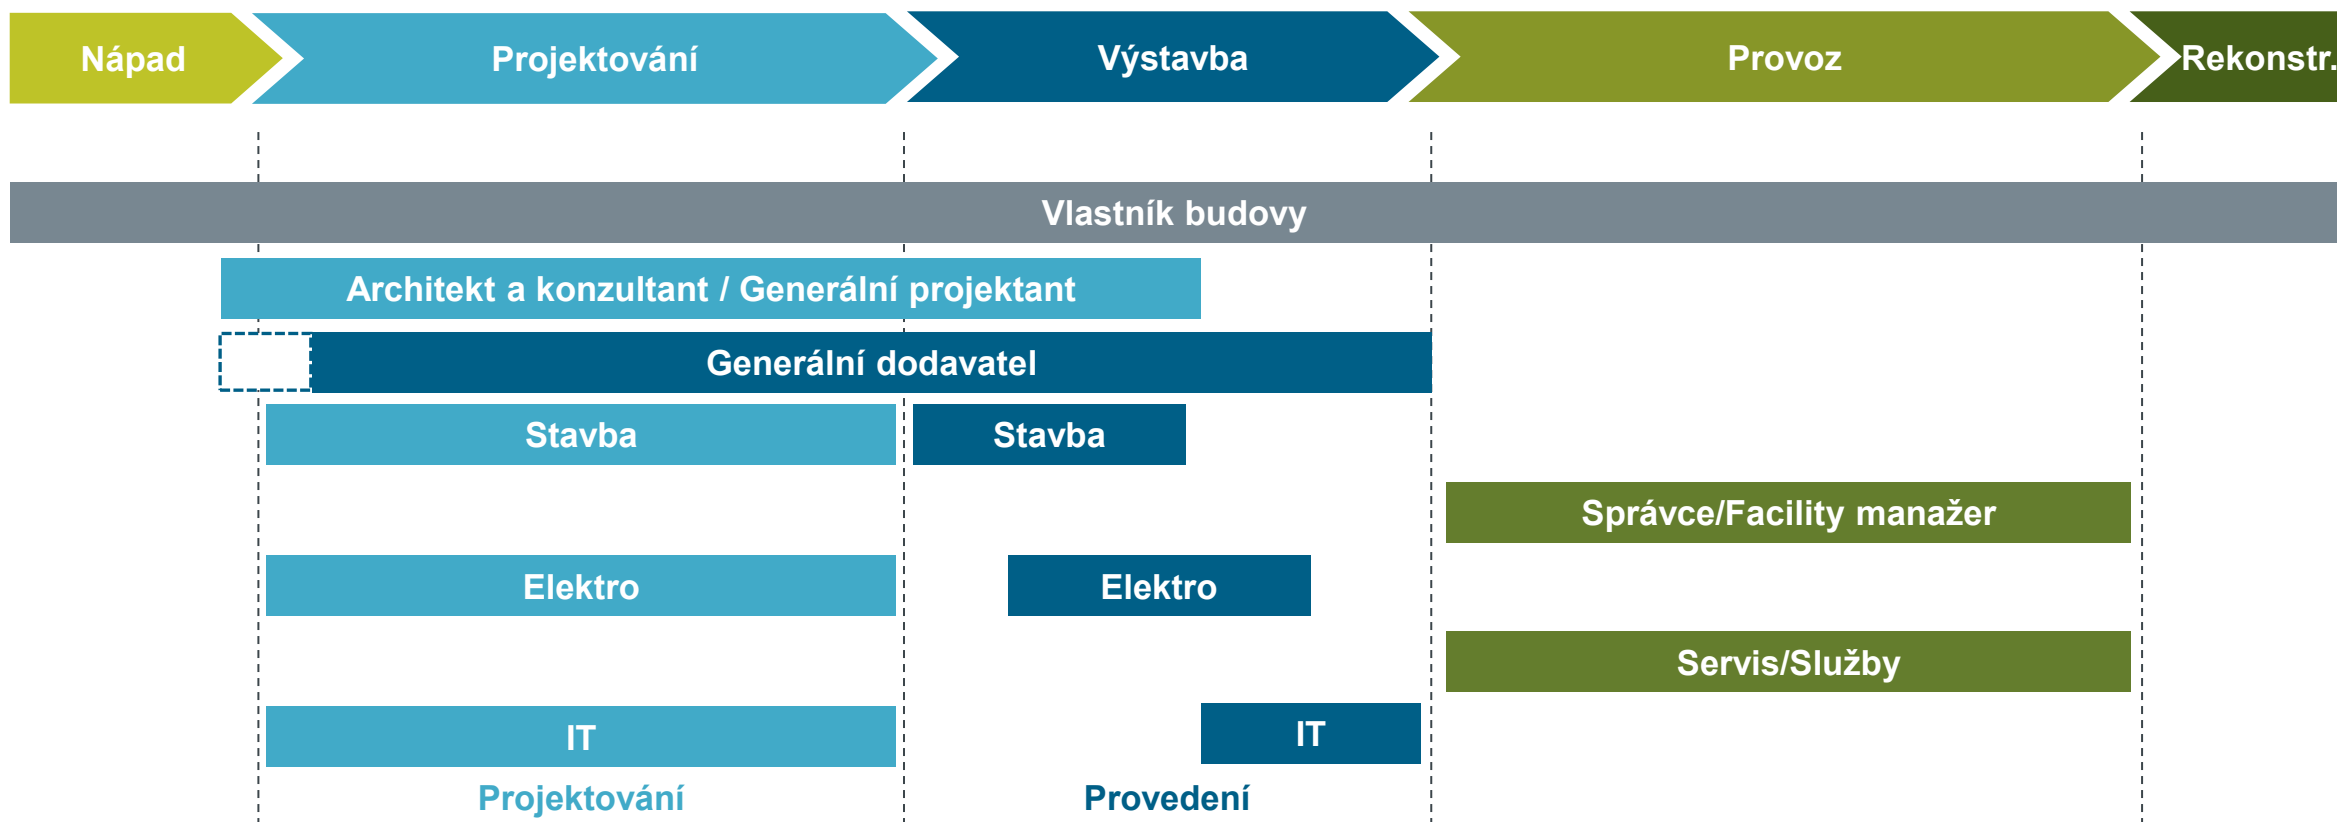 Nápad
Projektování
Výstavba
Provoz
Rekonstr.
Vlastník budovy
Architekt a konzultant / Generální projektant
Generální dodavatel
Stavba
Stavba
Správce/Facility manažer
Elektro
Elektro
Servis/Služby
IT
IT
Projektování
Provedení